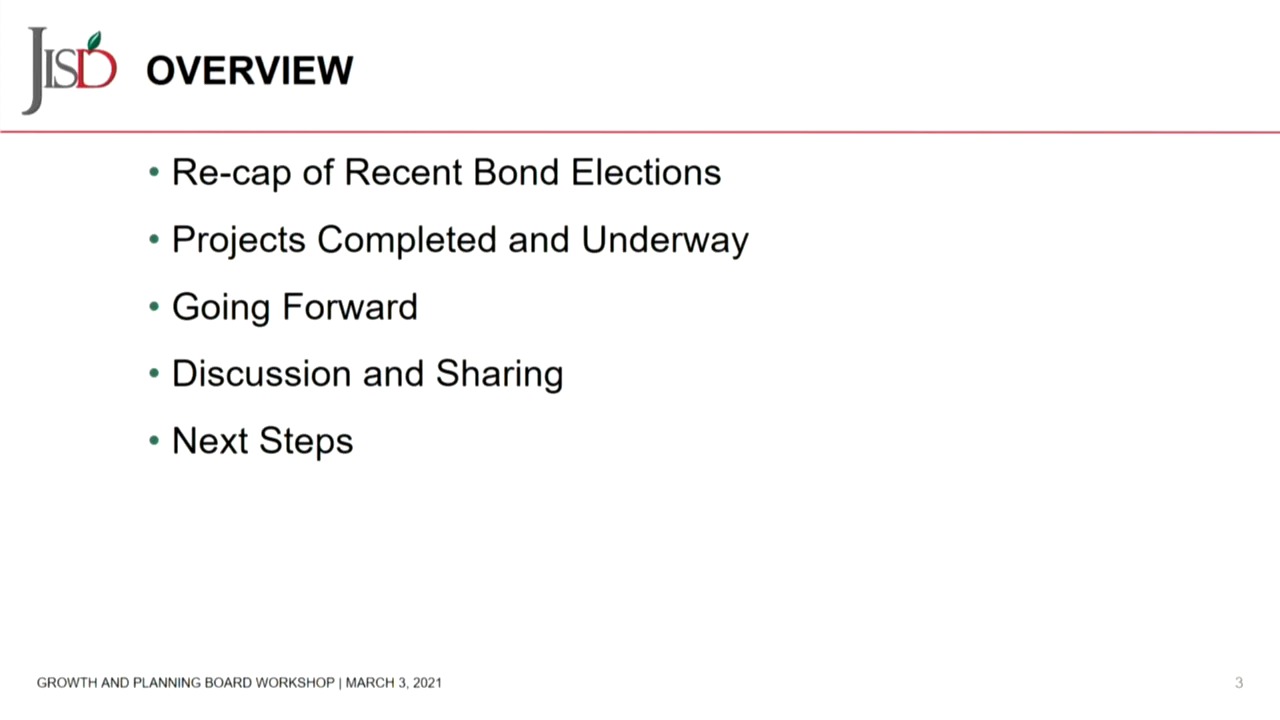 JISD
OVERVIEW
• Re-cap of Recent Bond Elections
• Projects Completed and Underway
• Going Forward
• Discussion and Sharing
• Next Steps
GROWTH AND PLANNING BOARD WORKSHOP | MARCH 3, 2021
3